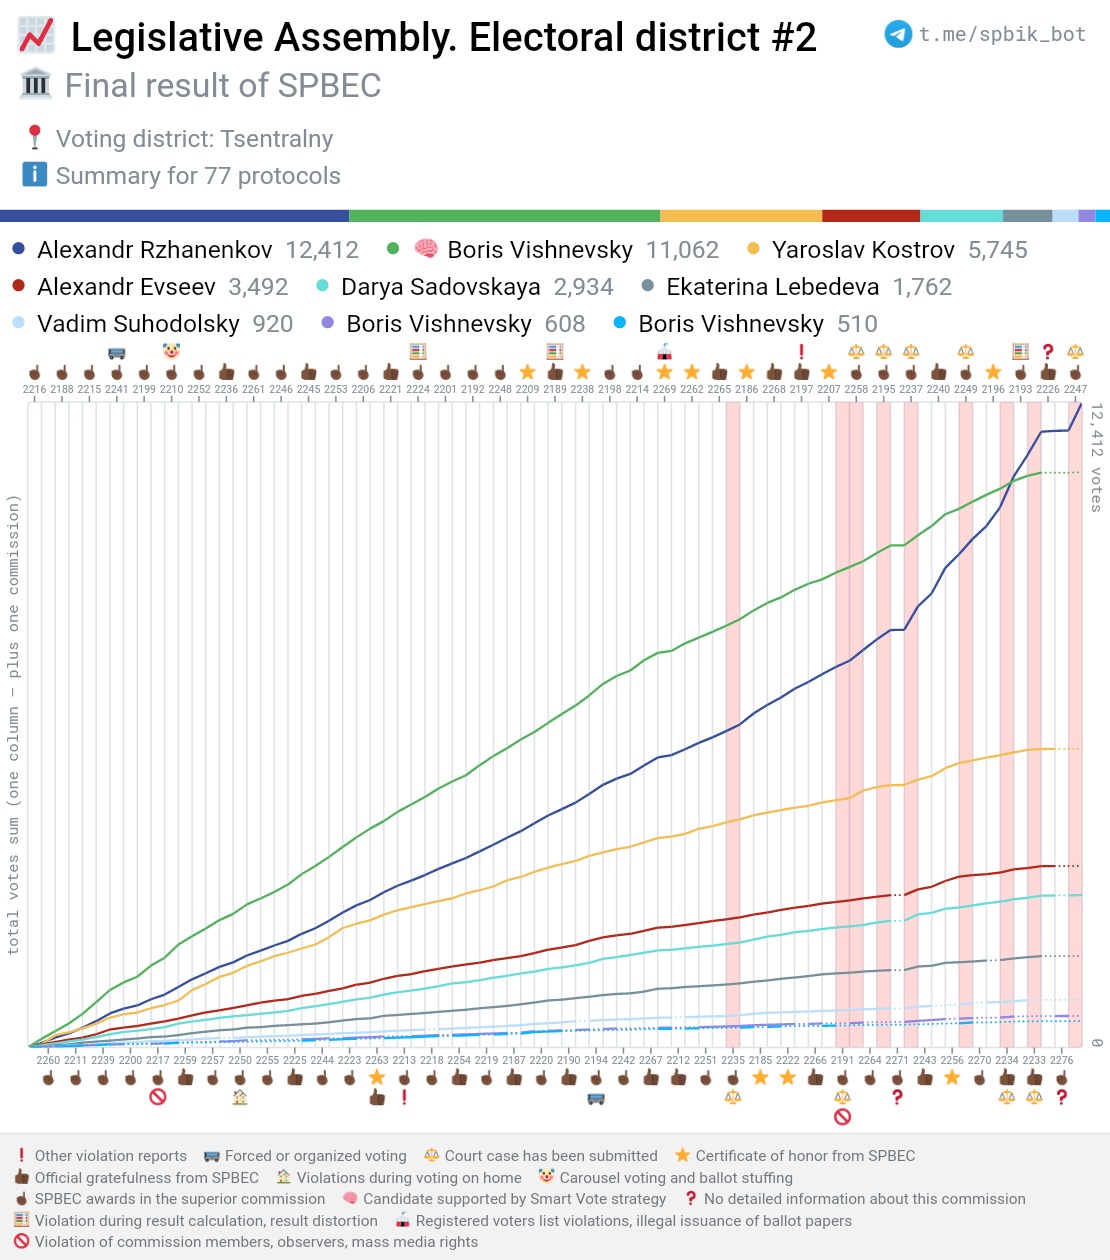 Legislative Assembly. Electoral district #2
t.me/spbik_bot
Final result of SPBEC
Voting district: Tsentralny
Summary for 77 protocols
Alexandr Rzhanenkov 12,412 Boris Vishnevsky 11,062 Yaroslav Kostrov 5,745
Alexandr Evseev 3,492 Darya Sadovskaya 2,934 Ekaterina Lebedeva 1,762
Vadim Suhodolsky 920 Boris Vishnevsky 608 Boris Vishnevsky 510
2216 2188 2215 2241 2199 2210 2252 2236 2261 2246 2245 2253 2206 2221 2224 2201 2192 2248 2209 2189 2238 2198 2214 2269 2262 2265 2186 2268 2197 2207 2258 2195 2237 2240 2249 2196 2193 2226 2247
12,412 votes
total votes sum (one column – plus one commission)
0
2260 2211 2239 2200 2217 2259 2257 2250 2255 2225 2244 2223 2263 2213 2218 2254 2219 2187 2220 2190 2194 2242 2267 2212 2251 2235 2185 2222 2266 2191 2264 2271 2243 2256 2270 2234 2233 2276
Other violation reports Forced or organized voting Court case has been submitted Certificate of honor from SPBEC
Official gratefulness from SPBEC Violations during voting on home Carousel voting and ballot stuffing
SPBEC awards in the superior commission Candidate supported by Smart Vote strategy No detailed information about this commission
Violation during result calculation, result distortion Registered voters list violations, illegal issuance of ballot papers
Violation of commission members, observers, mass media rights